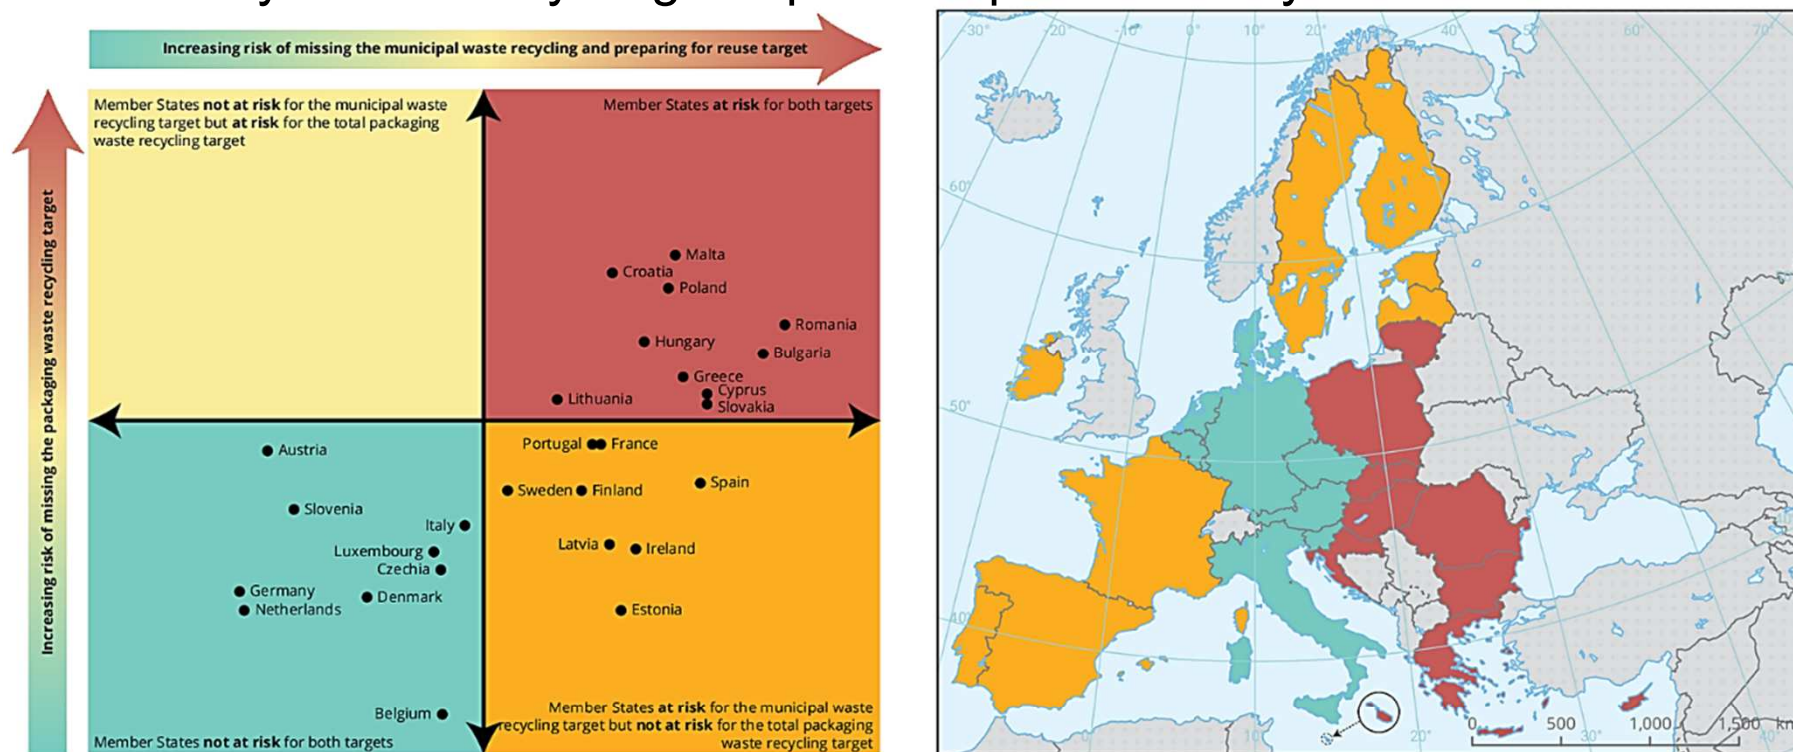 Increasing risk of missing the municipal waste recycling and preparing for reuse target
Increasing risk of missing the packaging waste recycling target
Member States not at risk for the municipal waste
recycling target but at risk for the total packaging
waste recycling target
Member States at risk for both targets
Malta
Croatia
Poland
Romania
Hungary
Bulgaria
Greece
Cyprus
Lithuania
Slovakia
Austria
Slovenia
Italy
Luxembourg
Czechia
Germany
Denmark
Netherlands
Belgium
Member States not at risk for both targets
Portugal
France
Spain
Sweden
Finland
Latvia
Ireland
Estonia
Member States at risk for the municipal waste
recycling target but not at risk for the total packaging
waste recycling target
-30°
-20°
-10°
0°
10°
20°
30°
40°
70°
60°
50°
40°
0
500
1,000
1,500
20°